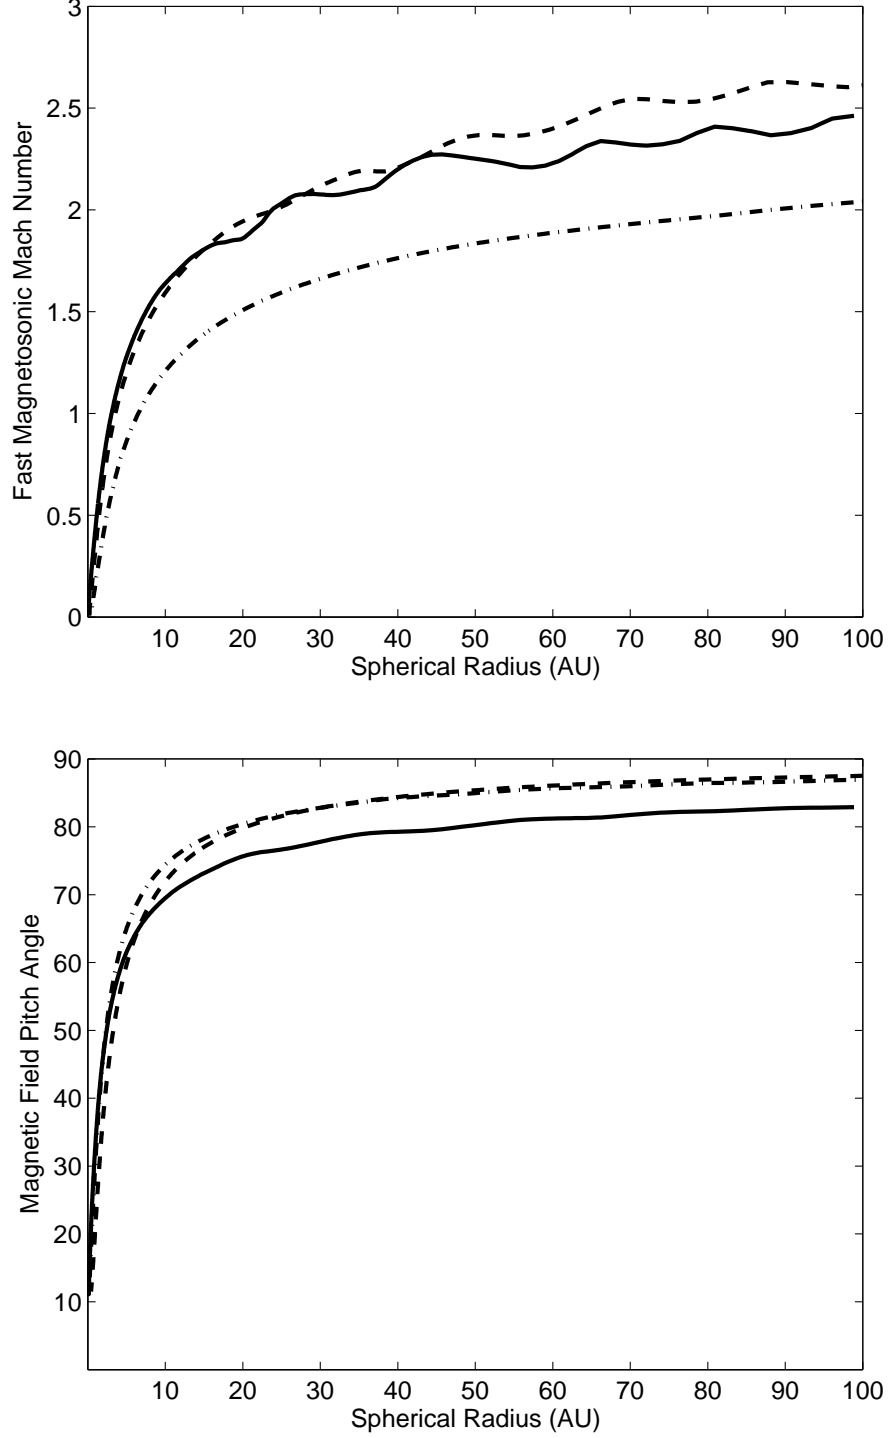 3
2.5
2
1.5
1
0.5
0
Fast Magnetosonic Mach Number
10 20 30 40 50 60 70 80 90 100
Spherical Radius (AU)
90
80
70
60
50
40
30
20
10
Magnetic Field Pitch Angle
10 20 30 40 50 60 70 80 90 100
Spherical Radius (AU)